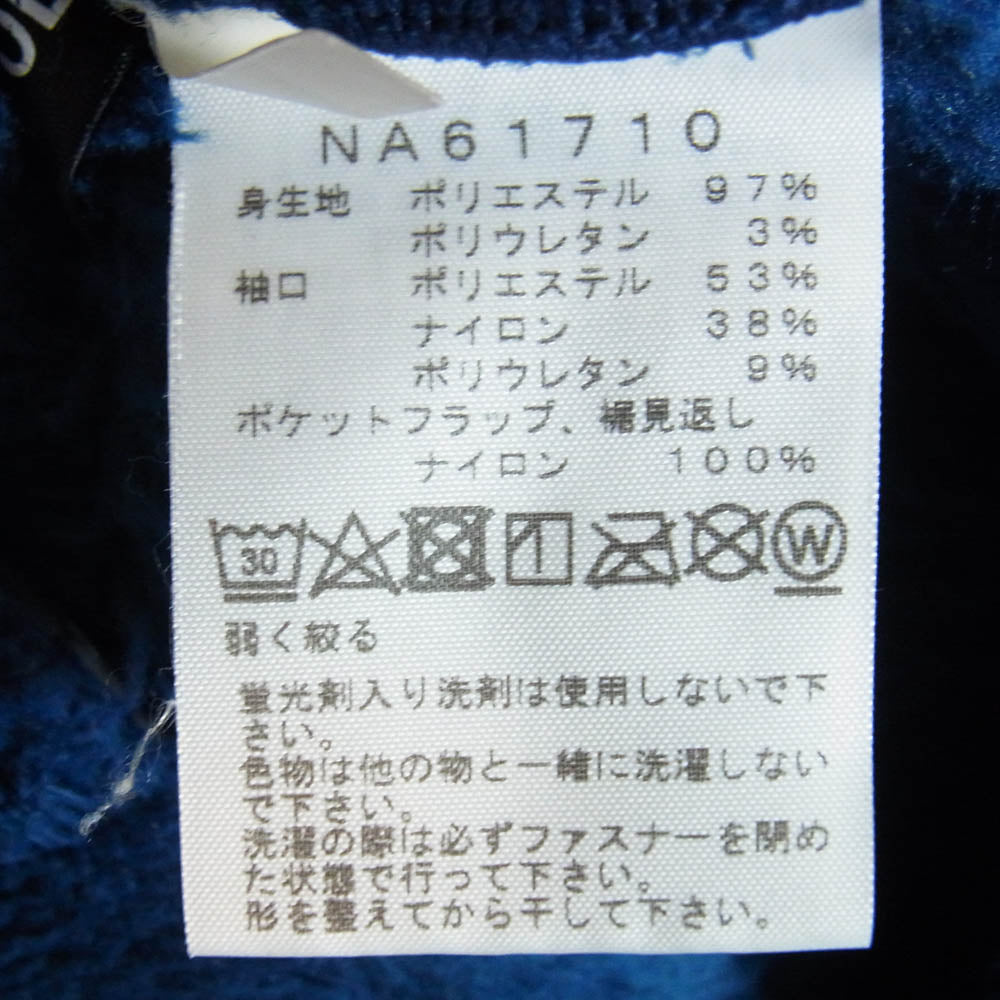 NA61710
身生地 ポリエステル 97%
ポリウレタン 3%
袖口 ポリエステル 53%
ナイロン 38%
ポリウレタン 9%
ポケットフラップ、裾見返し
ナイロン 100%
30 W
弱く絞る
蛍光剤入り洗剤は使用しないで下
さい。
色物は他の物と一緒に洗濯しない
で下さい。
洗濯の際は必ずファスナーを閉め
た状態で行って下さい。
形を整えてから干して下さい。